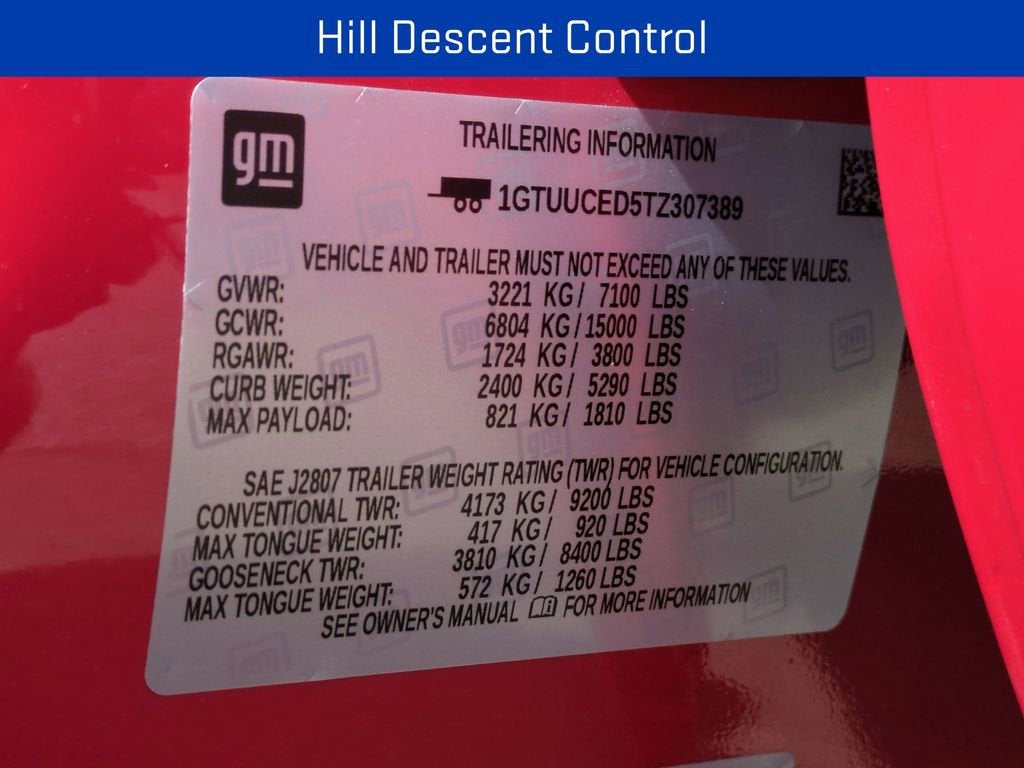 Hill Descent Control
gm
TRAILERING INFORMATION
1GTUUCED5TZ307389
VEHICLE AND TRAILER MUST NOT EXCEED ANY OF THESE VALUES.
GVWR: 3221 KG/ 7100 LBS
GCWR: 6804 KG/15000 LBS
RGAWR: 1724 KG/ 3800 LBS
CURB WEIGHT: 2400 KG/ 5290 LBS
MAX PAYLOAD: 821 KG/ 1810 LBS
SAE J2807 TRAILER WEIGHT RATING (TWR) FOR VEHICLE CONFIGURATION.
CONVENTIONAL TWR: 4173 KG/ 9200 LBS
MAX TONGUE WEIGHT: 417 KG/ 920 LBS
GOOSENECK TWR: 3810 KG/ 8400 LBS
MAX TONGUE WEIGHT: 572 KG/ 1260 LBS
SEE OWNER'S MANUAL FOR MORE INFORMATION